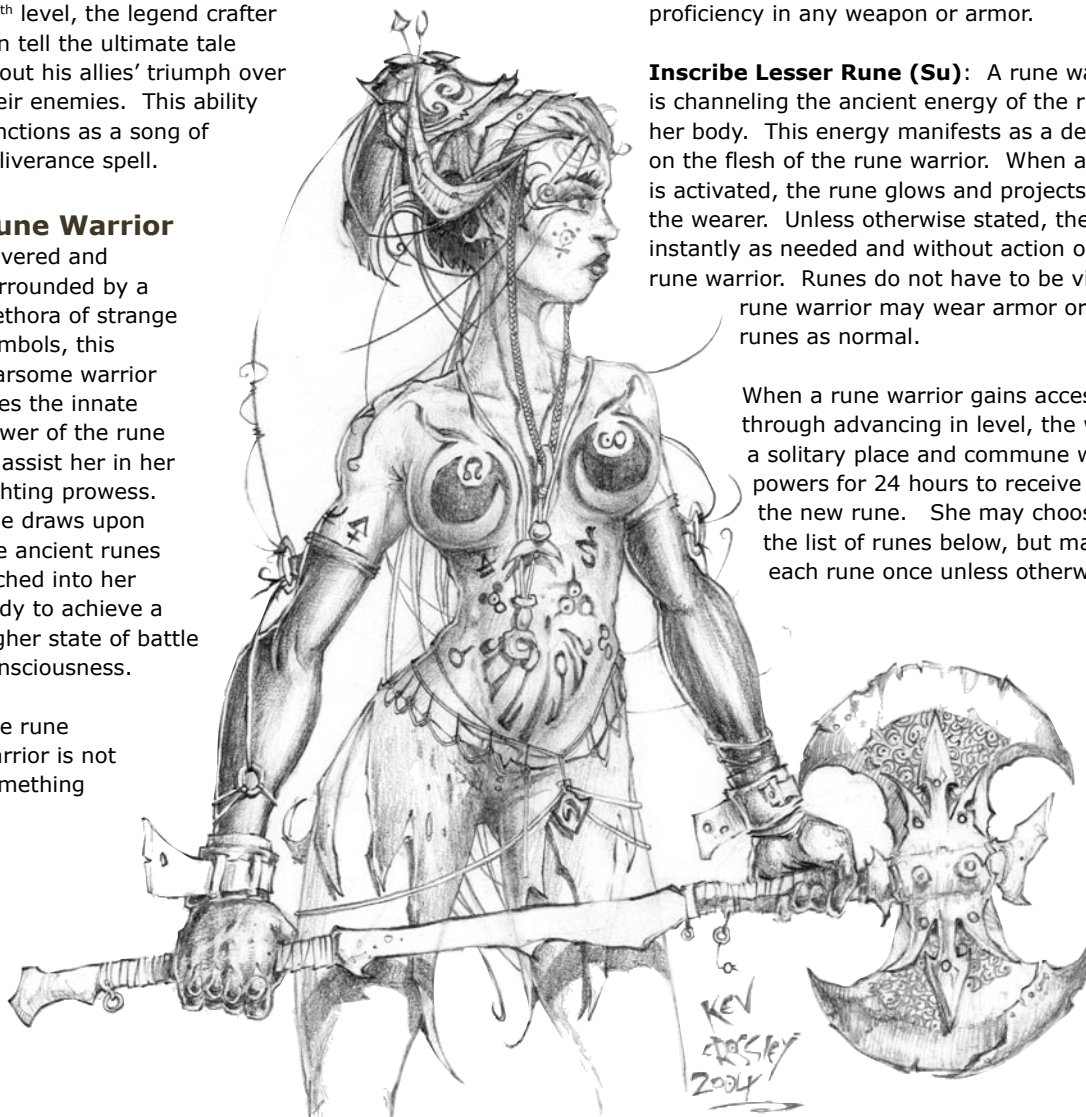 th level, the legend crafter
n tell the ultimate tale
out his allies’ triumph over
eir enemies. This ability
nctions as a song of
liverance spell.
une Warrior
vered and
rrounded by a
ethora of strange
mbols, this
arsome warrior
es the innate
wer of the rune
assist her in her
hting prowess.
e draws upon
e ancient runes
ched into her
dy to achieve a
gher state of battle
nsciousness.
e rune
arrior is not
mething
proficiency in any weapon or armor.
Inscribe Lesser Rune (Su): A rune wa
is channeling the ancient energy of the r
her body. This energy manifests as a de
on the flesh of the rune warrior. When a
is activated, the rune glows and projects
the wearer. Unless otherwise stated, the
instantly as needed and without action o
rune warrior. Runes do not have to be vi
rune warrior may wear armor or
runes as normal.
When a rune warrior gains acces
through advancing in level, the w
a solitary place and commune w
powers for 24 hours to receive
the new rune. She may choos
the list of runes below, but ma
each rune once unless otherw
KEV
CROSSLEY
2004